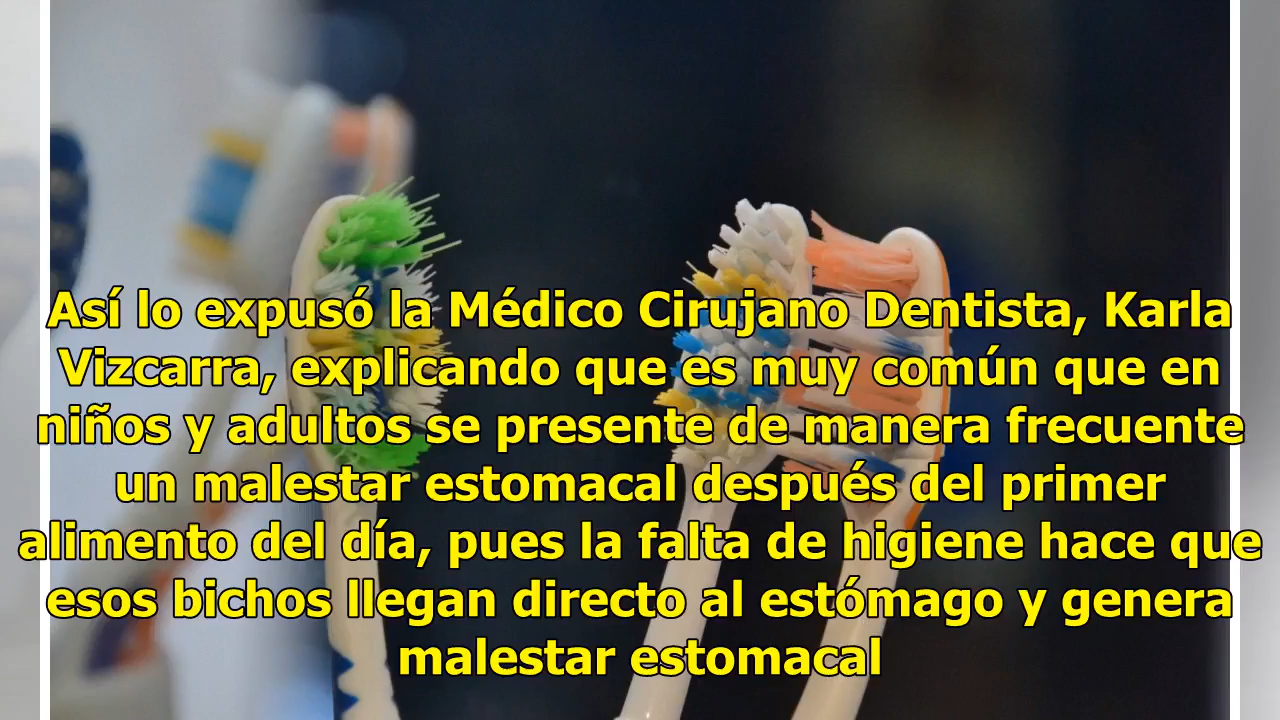 Así lo expusó la Médico Cirujano Dentista, Karla
Vizcarra, explicando que es muy común que en
niños y adultos se presente de manera frecuente
un malestar estomacal después del primer
alimento del día, pues la falta de higiene hace que
esos bichos llegan directo al estómago y genera
malestar estomacal